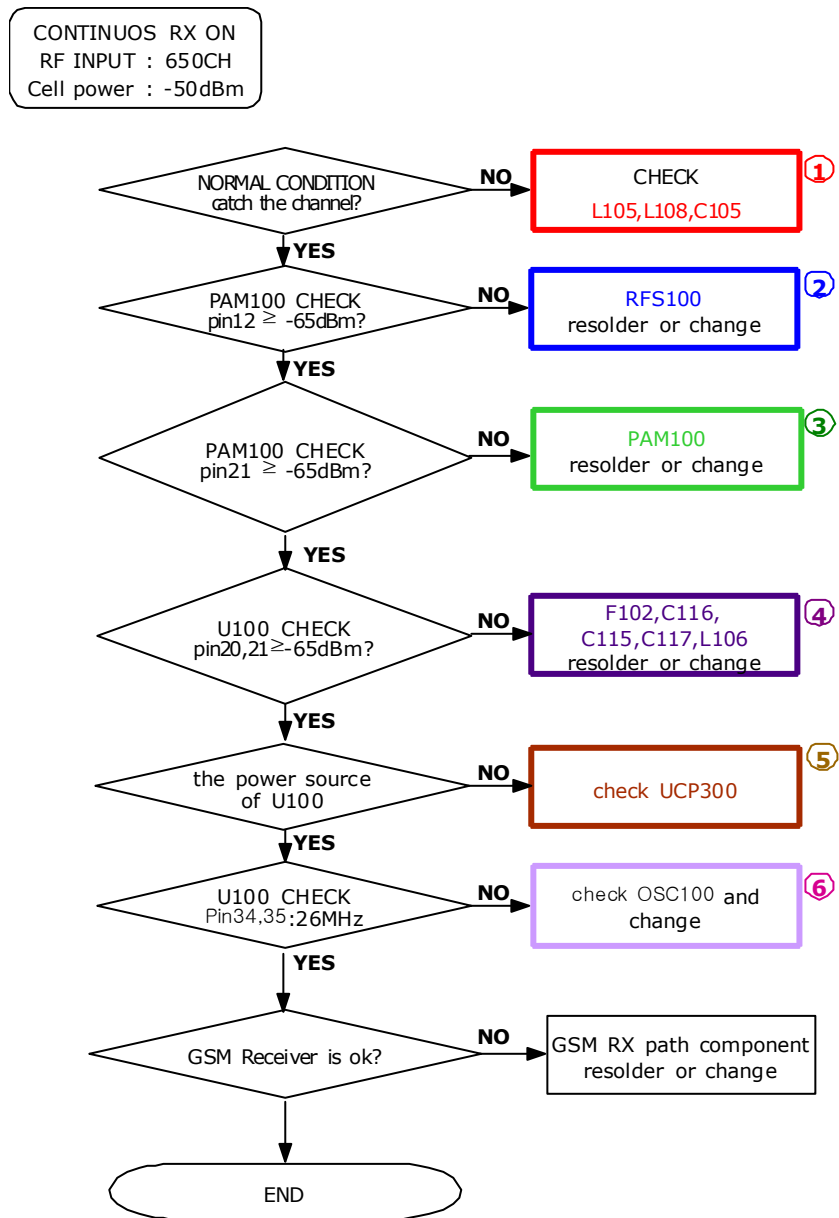 CONTINUOS RX ON
RF INPUT : 650CH
Cell power : -50dBm
NORMAL CONDITION
catch the channel?
NO
CHECK
L105,L108,C105
1
YES
PAM100 CHECK
pin12 ≥ -65dBm?
NO
RFS100
resolder or change
2
YES
PAM100 CHECK
pin21 ≥ -65dBm?
NO
PAM100
resolder or change
3
YES
U100 CHECK
pin20,21≥-65dBm?
NO
F102,C116,
C115,C117,L106
resolder or change
4
YES
the power source
of U100
NO
check UCP300
5
YES
U100 CHECK
Pin34,35:26MHz
NO
check OSC100 and
change
6
YES
GSM Receiver is ok?
NO
GSM RX path component
resolder or change
END